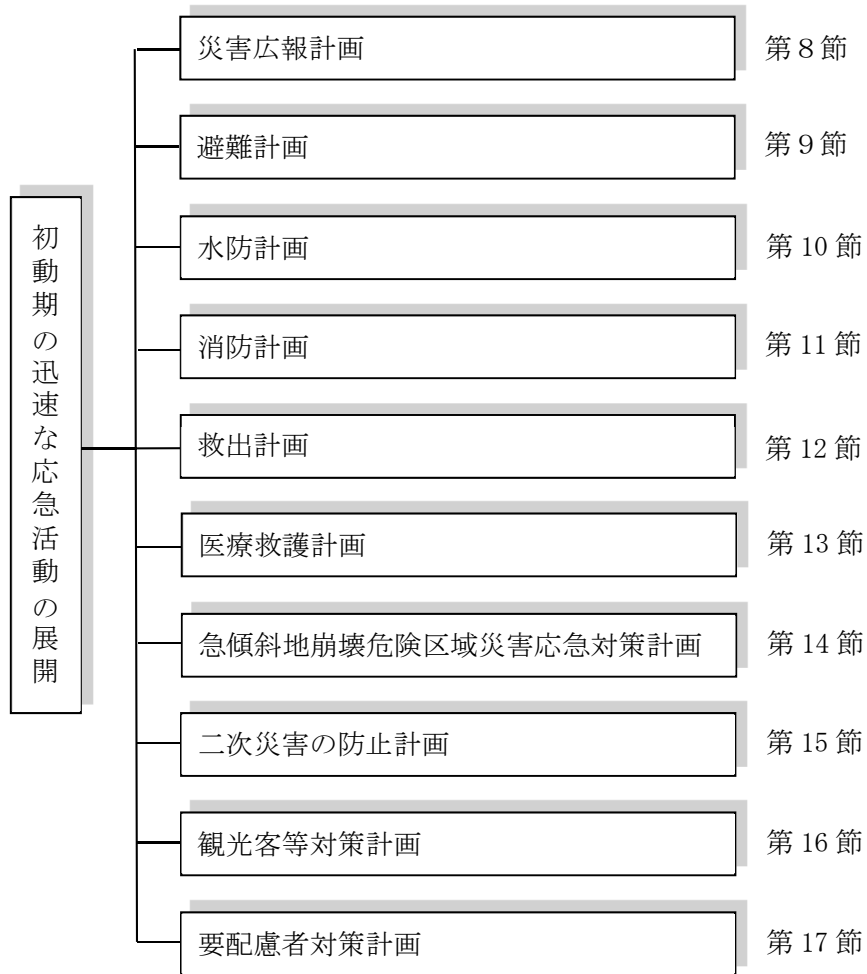 初動期の迅速な応急活動の展開
災害広報計画 第8節
避難計画 第9節
水防計画 第10節
消防計画 第11節
救出計画 第12節
医療救護計画 第13節
急傾斜地崩壊危険区域災害応急対策計画 第14節
二次災害の防止計画 第15節
観光客等対策計画 第16節
要配慮者対策計画 第17節